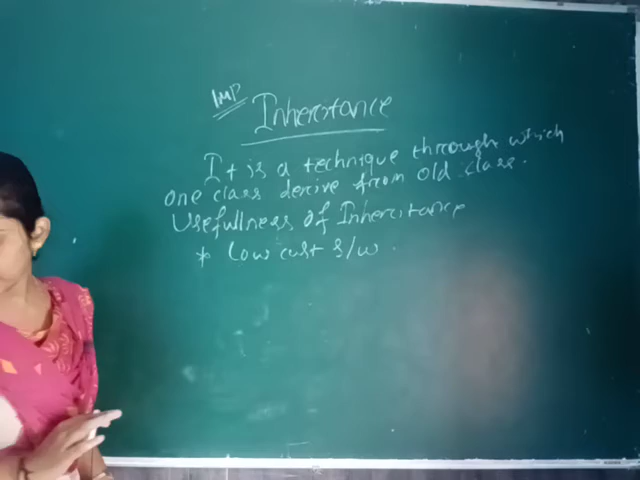 IMP
Inheritance
It is a technique through which
one class derive from old class.
Usefullness of Inheritance
* Low cost s/w.